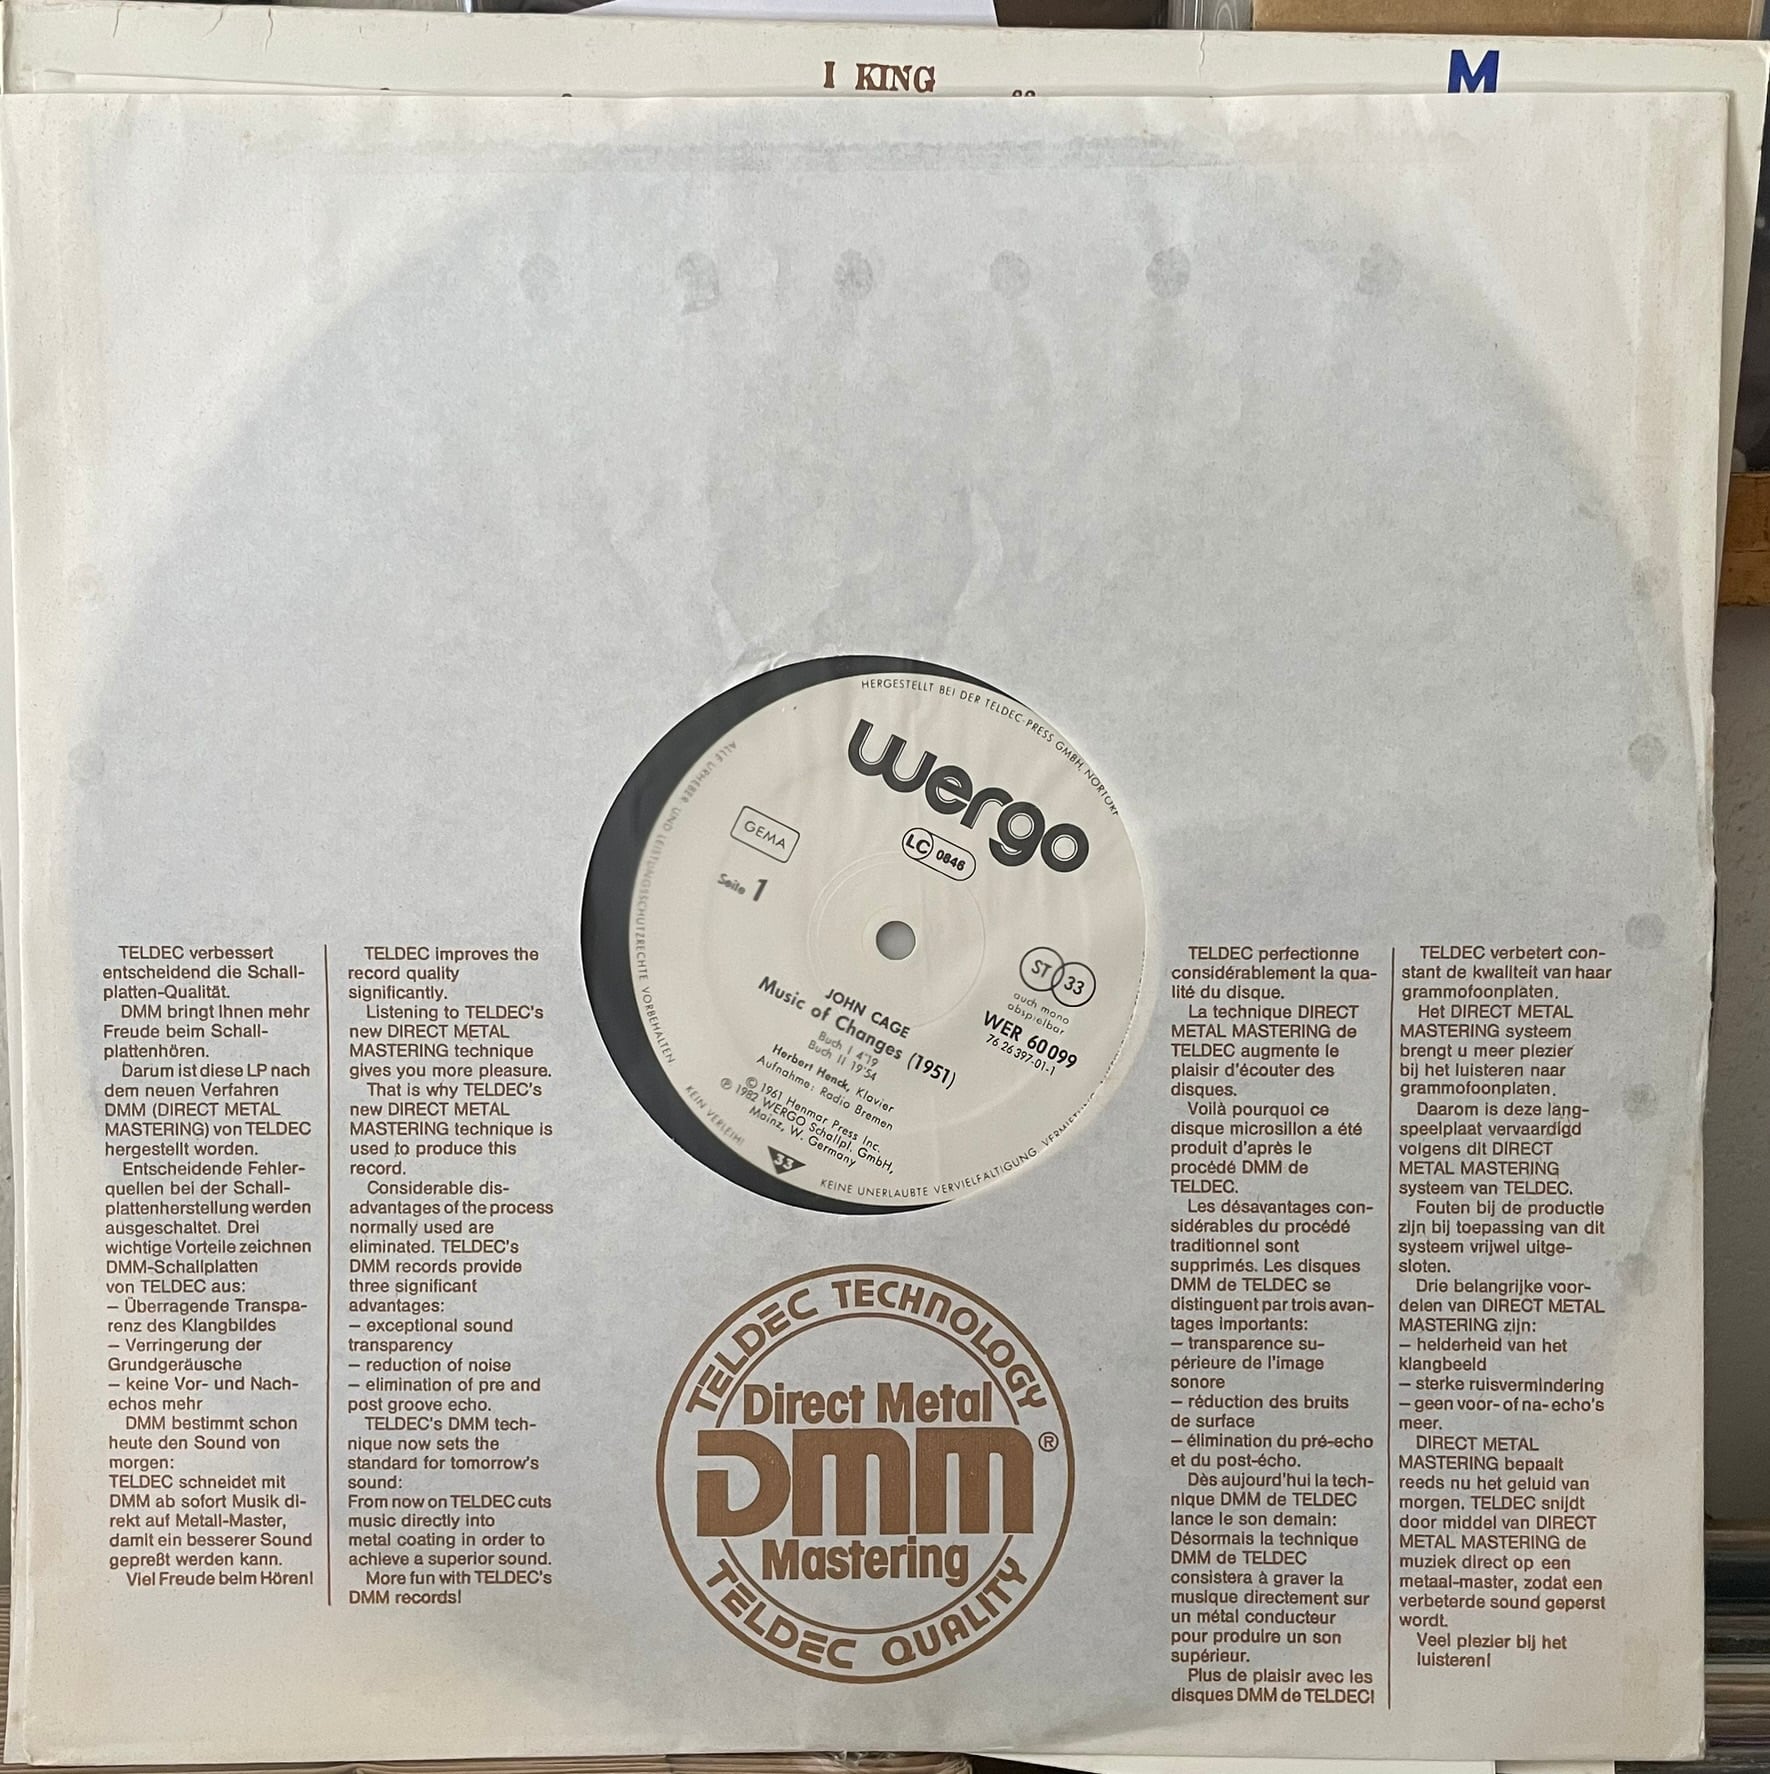 I KING
M
HERGESTELLT BEI DER TELDEC-PRESS GMBH. NORTORF
ALLE URHEBER- UND LEISTUNGSSCHUTZRECHTE VORBEHALTEN
KEIN VERLEIH!
KEINE UNERLAUBTE VERVIELFÄLTIGUNG, VERMIETUNG
wergo
LC 0846
GEMA
Seite 1
ST 33
auch mono
abspielbar
WER 60099
76 26397-01-1
JOHN CAGE
Music of Changes (1951)
Buch I 4'19
Buch II 19'54
Herbert Henck, Klavier
Aufnahme: Radio Bremen
© 1961 Henmar Press Inc.
℗ 1982 WERGO Schallpl. GmbH,
Mainz, W. Germany
33
TELDEC verbessert
entscheidend die Schall-
platten-Qualität.
DMM bringt Ihnen mehr
Freude beim Schall-
plattenhören.
Darum ist diese LP nach
dem neuen Verfahren
DMM (DIRECT METAL
MASTERING) von TELDEC
hergestellt worden.
Entscheidende Fehler-
quellen bei der Schall-
plattenherstellung werden
ausgeschaltet. Drei
wichtige Vorteile zeichnen
DMM-Schallplatten
von TELDEC aus:
– Überragende Transpa-
renz des Klangbildes
– Verringerung der
Grundgeräusche
– keine Vor- und Nach-
echos mehr
DMM bestimmt schon
heute den Sound von
morgen:
TELDEC schneidet mit
DMM ab sofort Musik di-
rekt auf Metall-Master,
damit ein besserer Sound
gepreßt werden kann.
Viel Freude beim Hören!
TELDEC improves the
record quality
significantly.
Listening to TELDEC's
new DIRECT METAL
MASTERING technique
gives you more pleasure.
That is why TELDEC's
new DIRECT METAL
MASTERING technique is
used to produce this
record.
Considerable dis-
advantages of the process
normally used are
eliminated. TELDEC's
DMM records provide
three significant
advantages:
– exceptional sound
transparency
– reduction of noise
– elimination of pre and
post groove echo.
TELDEC's DMM tech-
nique now sets the
standard for tomorrow's
sound:
From now on TELDEC cuts
music directly into
metal coating in order to
achieve a superior sound.
More fun with TELDEC's
DMM records!
TELDEC TECHNOLOGY
Direct Metal
DMM®
Mastering
TELDEC QUALITY
TELDEC perfectionne
considérablement la qua-
lité du disque.
La technique DIRECT
METAL MASTERING de
TELDEC augmente le
plaisir d'écouter des
disques.
Voilà pourquoi ce
disque microsillon a été
produit d'après le
procédé DMM de
TELDEC.
Les désavantages con-
sidérables du procédé
traditionnel sont
supprimés. Les disques
DMM de TELDEC se
distinguent par trois avan-
tages importants:
– transparence su-
périeure de l'image
sonore
– réduction des bruits
de surface
– élimination du pré-echo
et du post-écho.
Dès aujourd'hui la tech-
nique DMM de TELDEC
lance le son demain:
Désormais la technique
DMM de TELDEC
consistera à graver la
musique directement sur
un métal conducteur
pour produire un son
supérieur.
Plus de plaisir avec les
disques DMM de TELDEC!
TELDEC verbetert con-
stant de kwaliteit van haar
grammofoonplaten.
Het DIRECT METAL
MASTERING systeem
brengt u meer plezier
bij het luisteren naar
grammofoonplaten.
Daarom is deze lang-
speelplaat vervaardigd
volgens dit DIRECT
METAL MASTERING
systeem van TELDEC.
Fouten bij de productie
zijn bij toepassing van dit
systeem vrijwel uitge-
sloten.
Drie belangrijke voor-
delen van DIRECT METAL
MASTERING zijn:
– helderheid van het
klangbeeld
– sterke ruisvermindering
– geen voor- of na- echo's
meer.
DIRECT METAL
MASTERING bepaalt
reeds nu het geluid van
morgen. TELDEC snijdt
door middel van DIRECT
METAL MASTERING de
muziek direct op een
metaal-master, zodat een
verbeterde sound geperst
wordt.
Veel plezier bij het
luisteren!